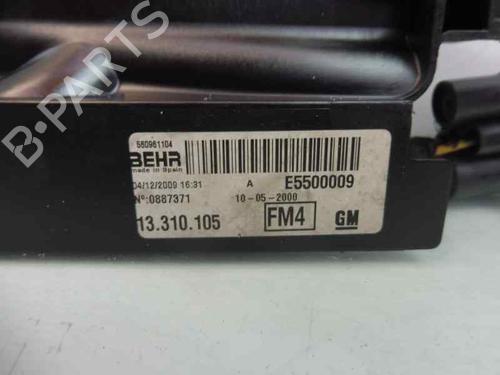 B-PARTS
560961104
BEHR
made in Spain
04/12/2009 16:31 A E5500009
Nº:0887371 10-05-2000
13.310.105 FM4 GM